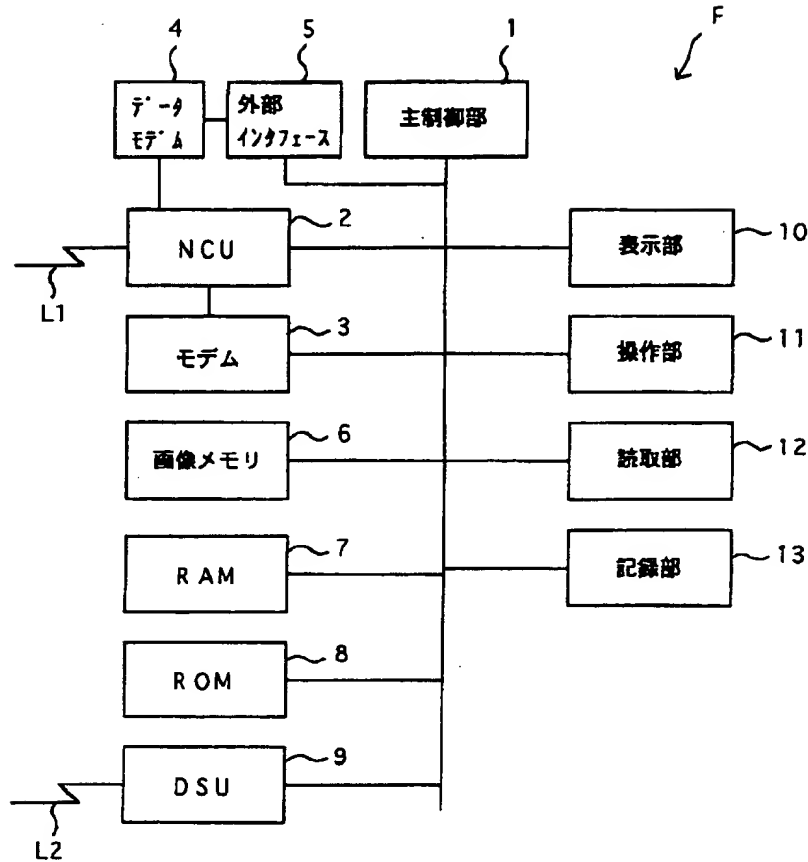 F
4
5
1
データ
モデム
外部
インタフェース
主制御部
2
NCU
L1
表示部
10
3
モデム
操作部
11
6
画像メモリ
読取部
12
7
RAM
記録部
13
8
ROM
9
DSU
L2